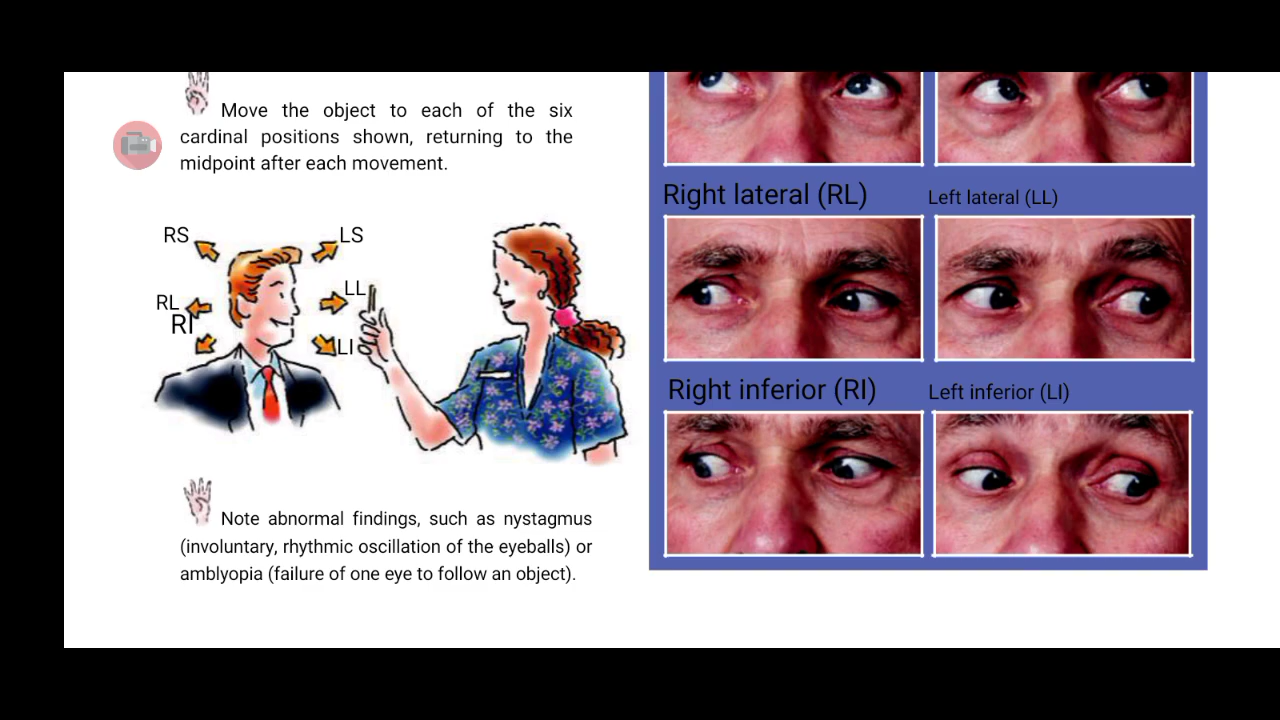 Move the object to each of the six
cardinal positions shown, returning to the
midpoint after each movement.
RS
LS
RL
LL
RI
LI
Note abnormal findings, such as nystagmus
(involuntary, rhythmic oscillation of the eyeballs) or
amblyopia (failure of one eye to follow an object).
Right lateral (RL)
Left lateral (LL)
Right inferior (RI)
Left inferior (LI)